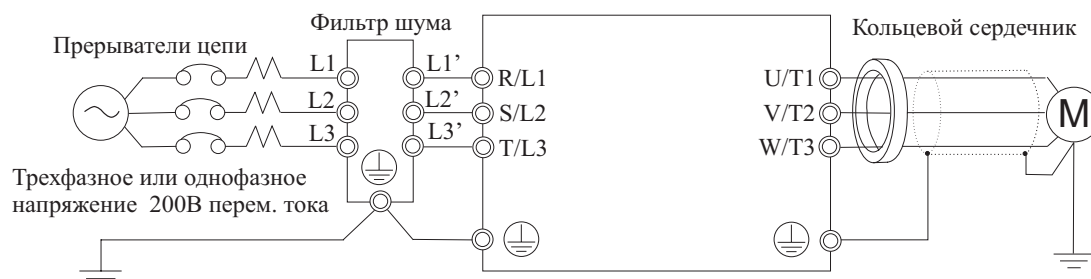 Фильтр шума
Кольцевой сердечник
Прерыватели цепи
L1 L1’ R/L1 U/T1
L2 L2’ S/L2 V/T2 M
L3 L3’ T/L3 W/T3
Трехфазное или однофазное
напряжение 200В перем. тока